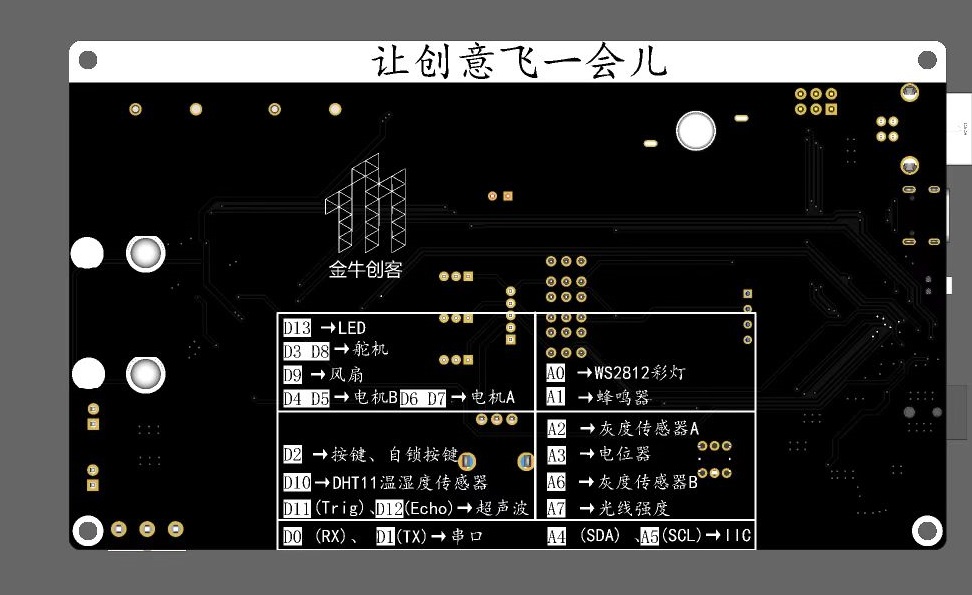 让创意飞一会儿
金牛创客
D13 →LED
D3 D8 →舵机
D9 →风扇
D4 D5 →电机B D6 D7 →电机A
A0 →WS2812彩灯
A1 →蜂鸣器
D2 →按键、自锁按键
D10→DHT11温湿度传感器
D11(Trig)、D12(Echo)→超声波
A2 →灰度传感器A
A3 →电位器
A6 →灰度传感器B
A7 →光线强度
D0 (RX)、 D1(TX)→串口
A4 (SDA) 、A5(SCL)→IIC